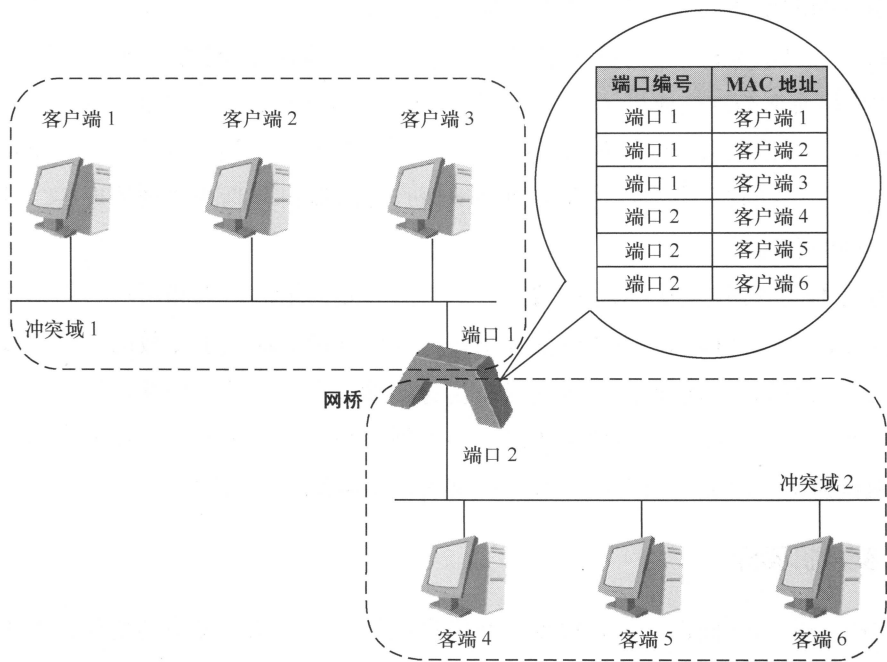 客户端 1 客户端 2 客户端 3
冲突域 1
端口 1
端口编号 MAC 地址
端口 1 客户端 1
端口 1 客户端 2
端口 1 客户端 3
端口 2 客户端 4
端口 2 客户端 5
端口 2 客户端 6
网桥
端口 2
冲突域 2
客端 4 客端 5 客端 6